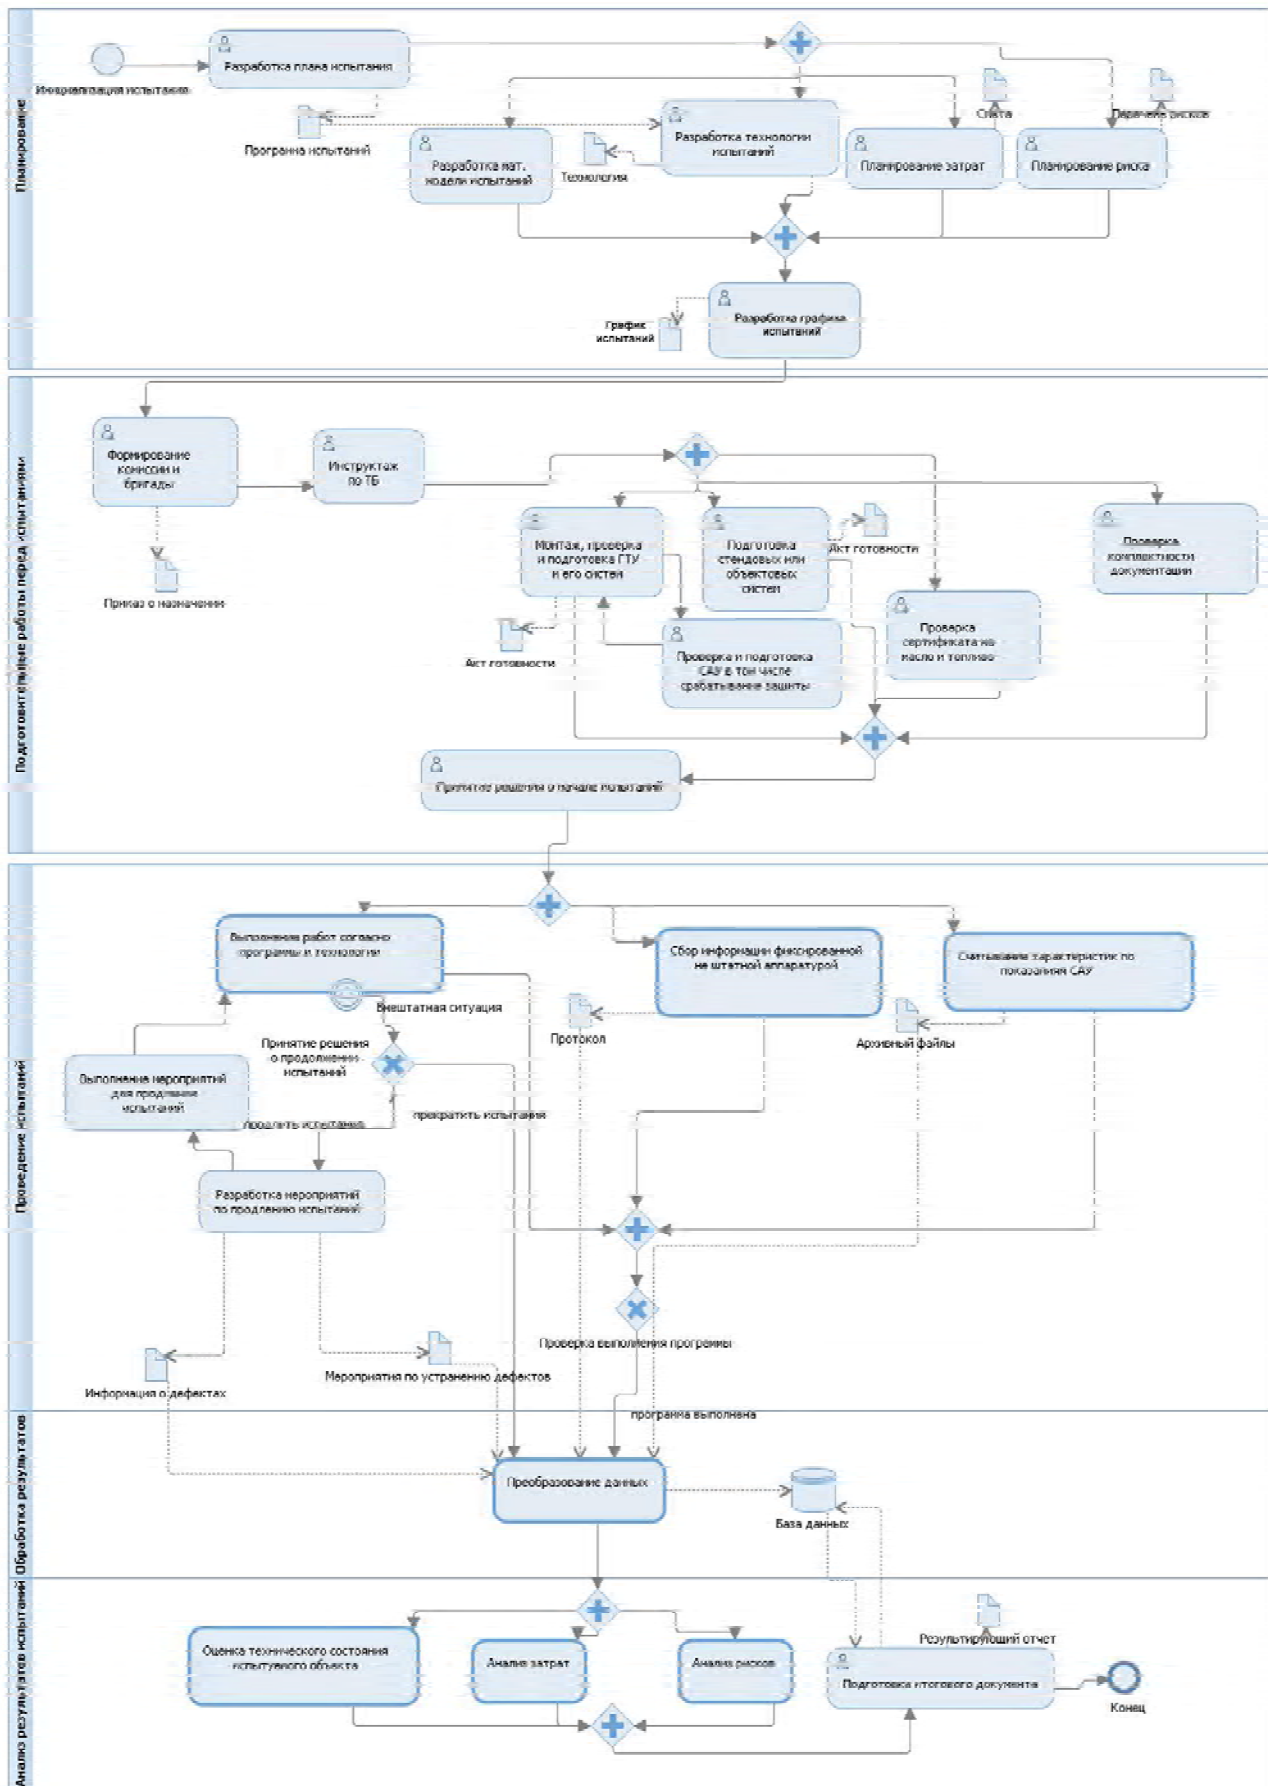 Планирование
Инициализация испытания
Разработка плана испытания
Программа испытаний
Разработка мат.
модели испытаний
Технология
Разработка технологии
испытаний
Смета
Планирование затрат
Перечень рисков
Планирование риска
График
испытаний
Разработка графика
испытаний
Подготовительные работы перед испытаниями
Формирование
комиссии и
бригады
Приказ о назначении
Инструктаж
по ТБ
Монтаж, проверка
и подготовка ГТУ
и его систем
Акт готовности
Подготовка
стендовых или
объектовых
систем
Акт готовности
Проверка и подготовка
САУ в том числе
срабатывание защиты
Проверка
сертификата на
масло и топливо
Проверка
комплектности
документации
Принятие решения о начале испытаний
Проведение испытаний
Выполнение работ согласно
программы и технологии
Внештатная ситуация
Принятие решения
о продолжении
испытаний
Выполнение мероприятий
для продления
испытаний
продлить испытания
прекратить испытания
Разработка мероприятий
по продлению испытаний
Сбор информации фиксированной
не штатной аппаратурой
Протокол
Считывание характеристик по
показаниям САУ
Архивный файлы
Проверка выполнения программы
Информация о дефектах
Мероприятия по устранению дефектов
программа выполнена
Обработка результатов
Преобразование данных
База данных
Анализ результатов испытаний
Оценка технического состояния
испытуемого объекта
Анализ затрат
Анализ рисков
Результирующий отчет
Подготовка итогового документа
Конец